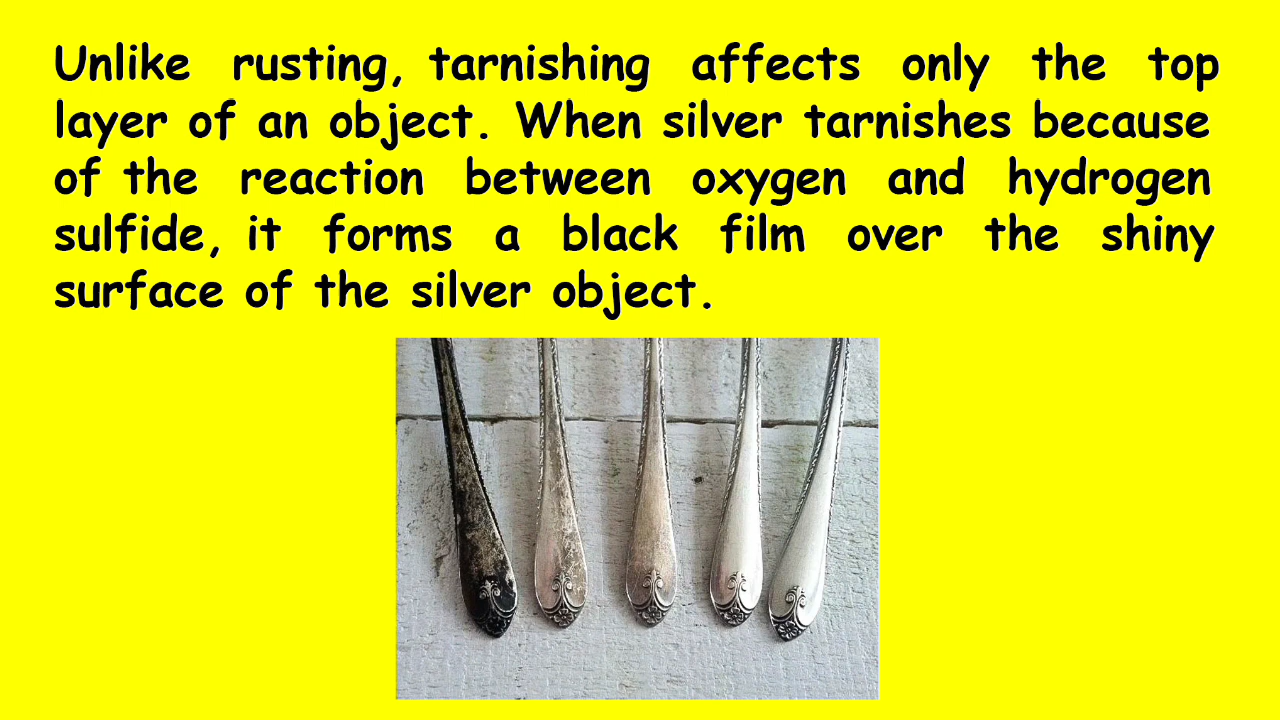 Unlike rusting, tarnishing affects only the top
layer of an object. When silver tarnishes because
of the reaction between oxygen and hydrogen
sulfide, it forms a black film over the shiny
surface of the silver object.